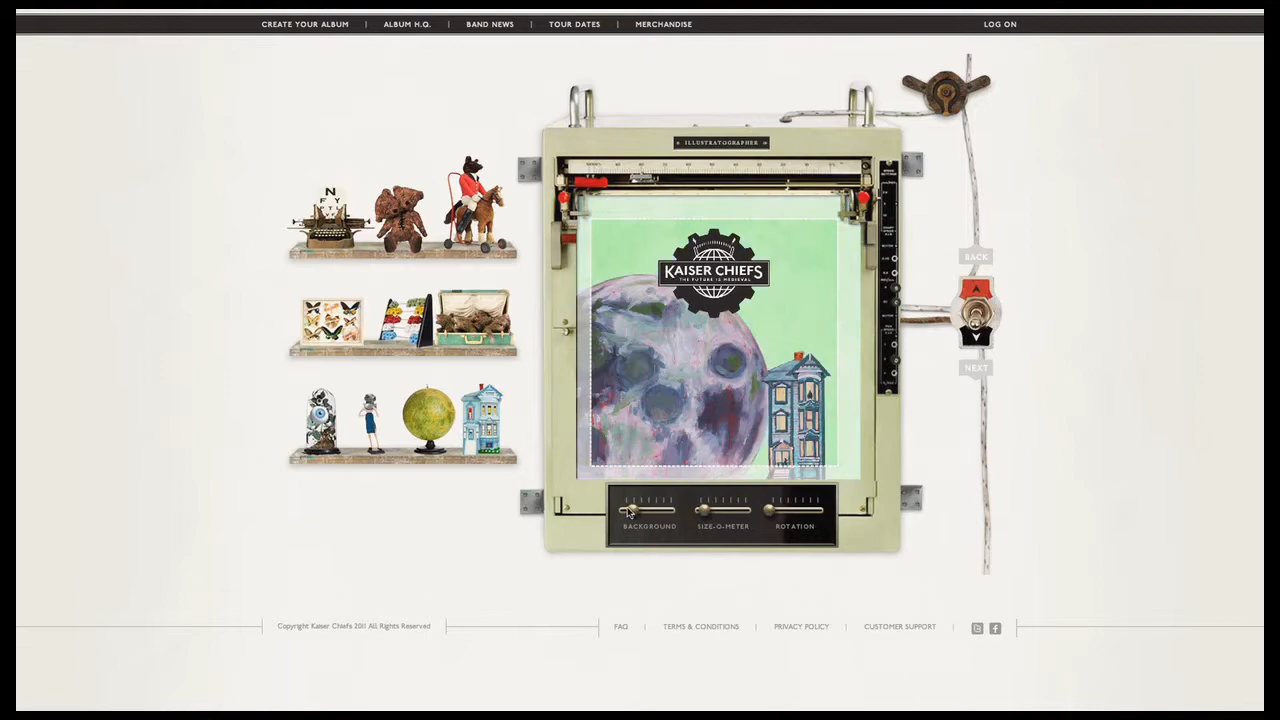 CREATE YOUR ALBUM | ALBUM H.Q. | BAND NEWS | TOUR DATES | MERCHANDISE
LOG ON
ILLUSTRATOGRAPHER
N
KAISER CHIEFS
THE FUTURE IS MEDIEVAL
BACK
NEXT
BACKGROUND
SIZE-O-METER
ROTATION
Copyright Kaiser Chiefs 2011 All Rights Reserved
FAQ | TERMS & CONDITIONS | PRIVACY POLICY | CUSTOMER SUPPORT |